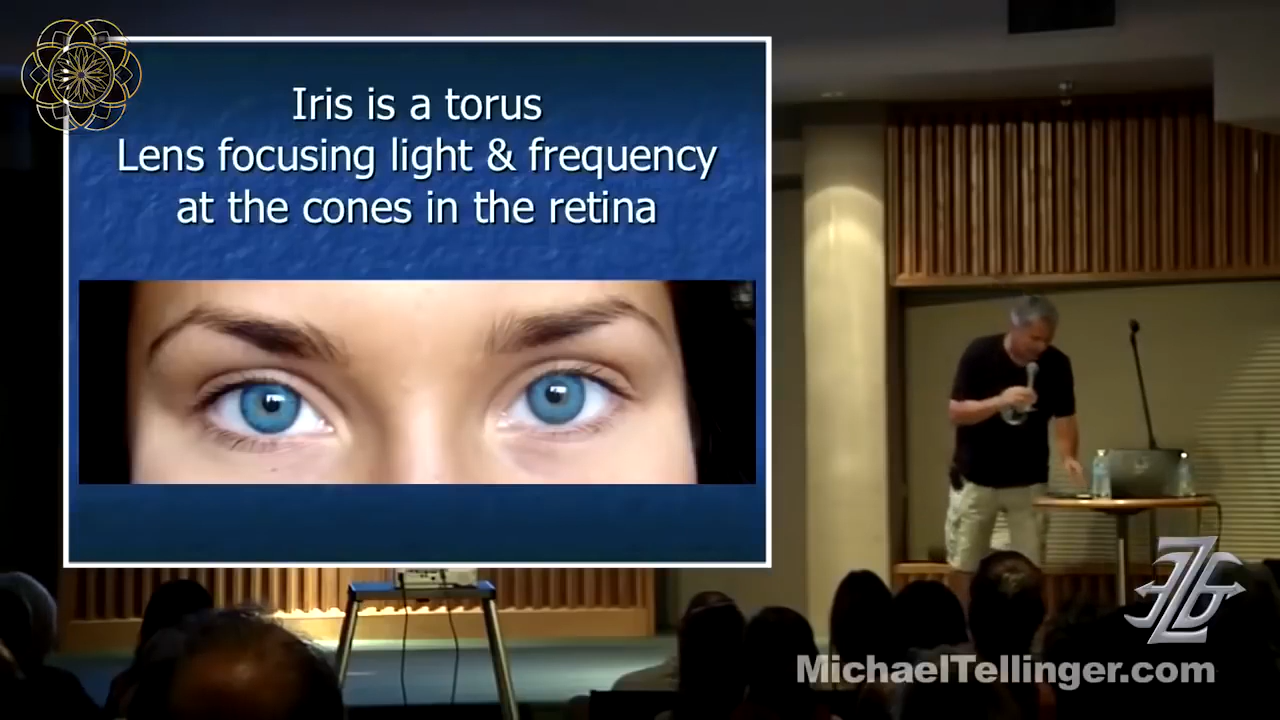 Iris is a torus
Lens focusing light & frequency
at the cones in the retina
MichaelTellinger.com